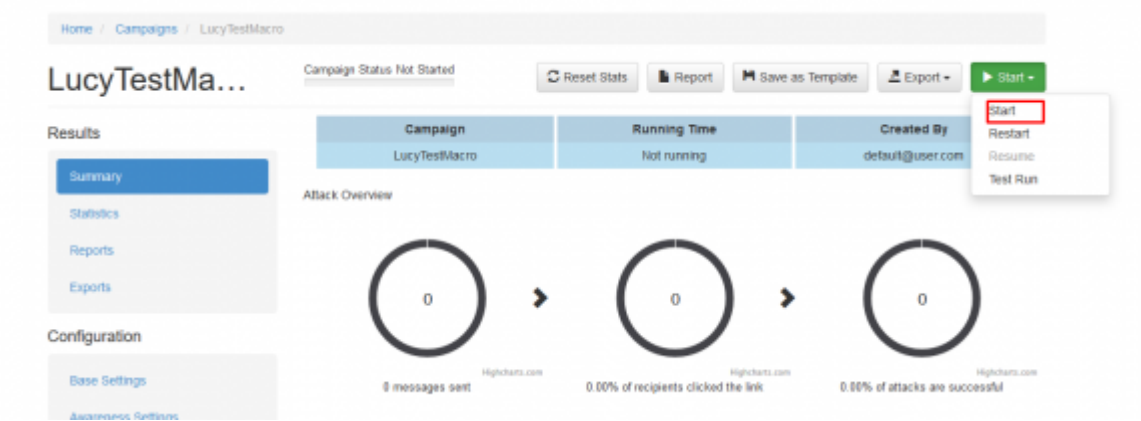 Home / Campaigns / LucyTestMacro
LucyTestMa...
Campaign Status Not Started
Reset Stats
Report
Save as Template
Export
Start
Start
Restart
Resume
Test Run
Results
Summary
Statistics
Reports
Exports
Configuration
Base Settings
Awareness Settings
Campaign Running Time Created By
LucyTestMacro Not running default@user.com
Attack Overview
0 0 0
Highcharts.com Highcharts.com Highcharts.com
0 messages sent 0.00% of recipients clicked the link 0.00% of attacks are successful